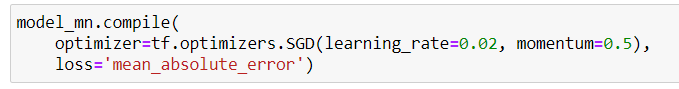 model_mn.compile(
    optimizer=tf.optimizers.SGD(learning_rate=0.02, momentum=0.5),
    loss='mean_absolute_error')